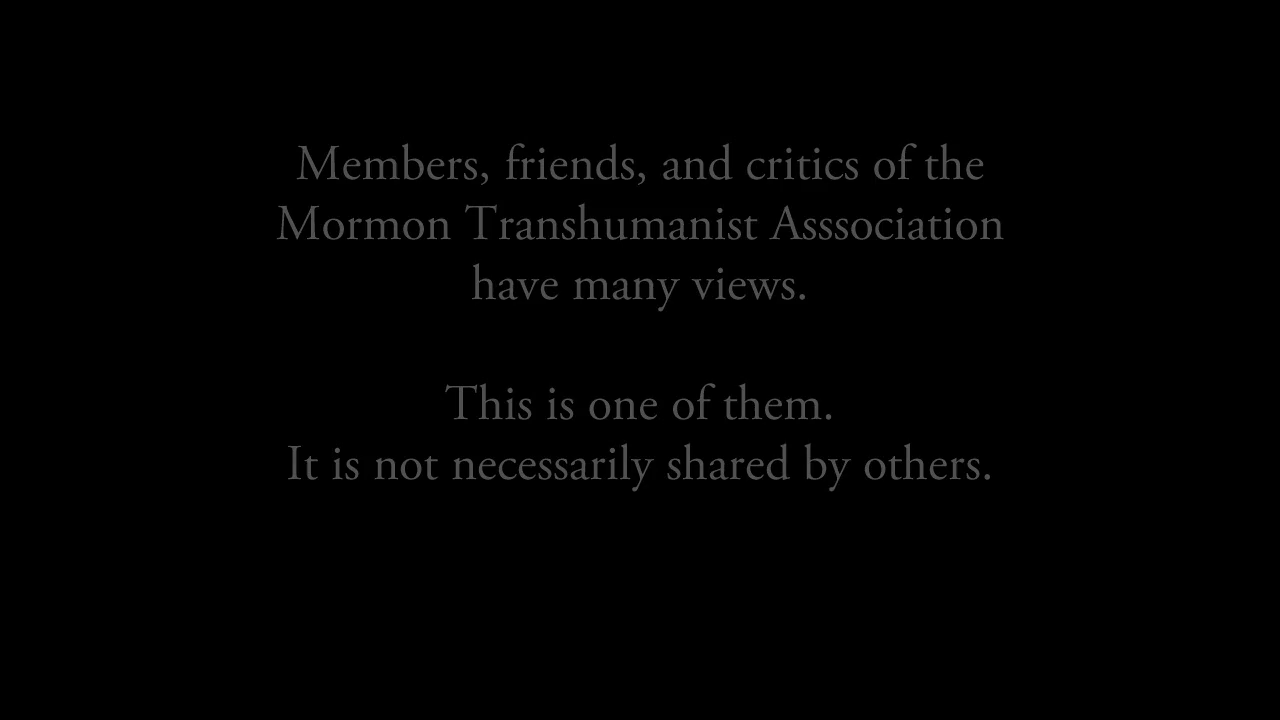 Members, friends, and critics of the
Mormon Transhumanist Asssociation
have many views.
This is one of them.
It is not necessarily shared by others.